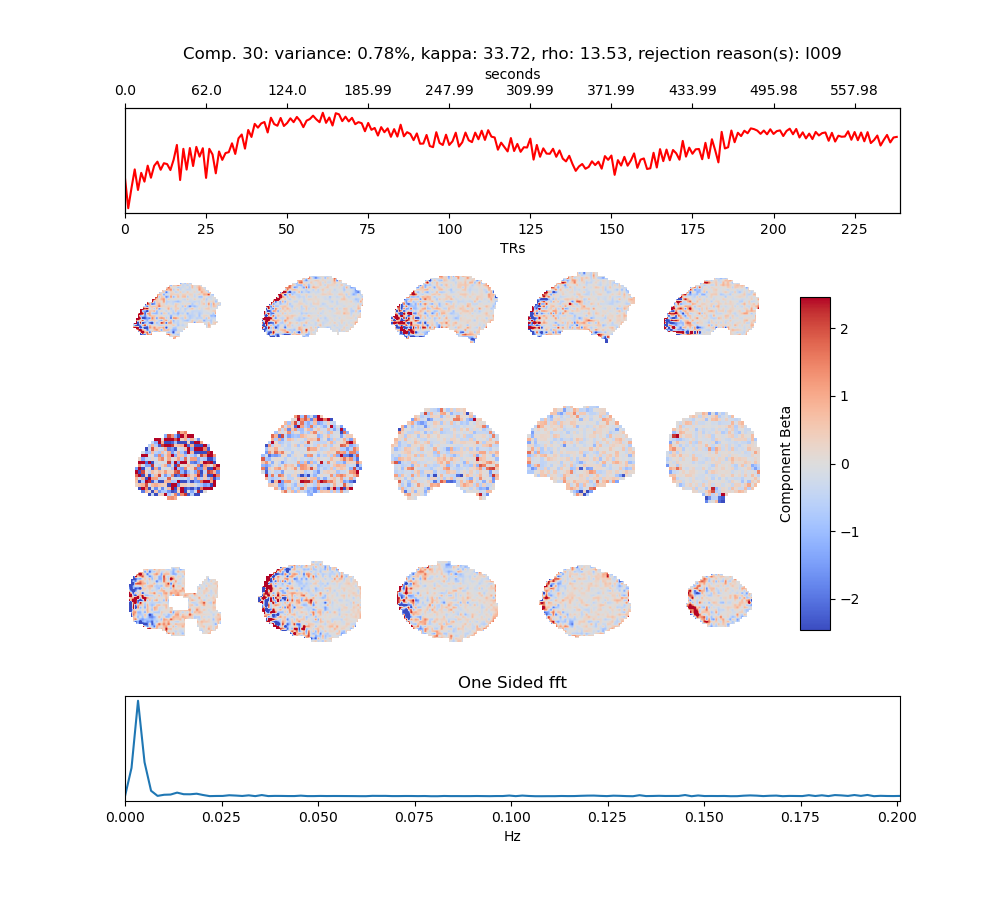 Comp. 30: variance: 0.78%, kappa: 33.72, rho: 13.53, rejection reason(s): I009
seconds
0.0 62.0 124.0 185.99 247.99 309.99 371.99 433.99 495.98 557.98
0 25 50 75 100 125 150 175 200 225
TRs
2
1
0
−1
−2
Component Beta
One Sided fft
0.000 0.025 0.050 0.075 0.100 0.125 0.150 0.175 0.200
Hz